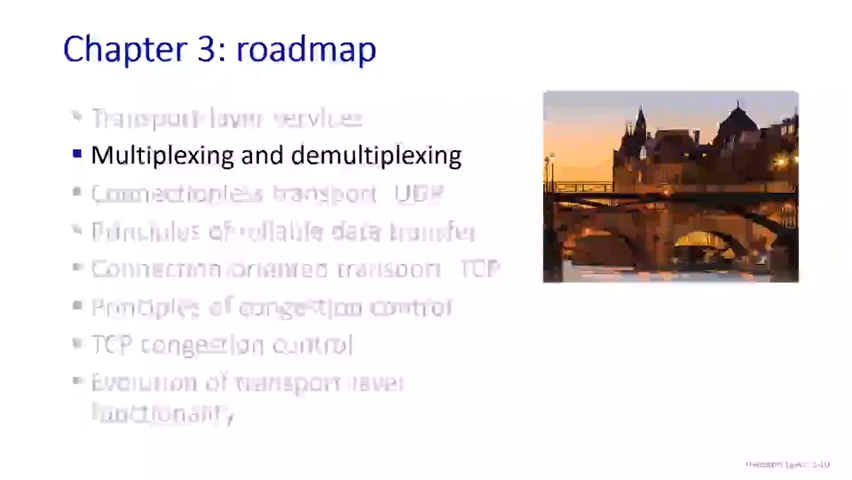 Chapter 3: roadmap
Transport layer services
Multiplexing and demultiplexing
Connectionless transport UDP
Principles of reliable data transfer
Connection oriented transport TCP
Principles of congestion control
TCP congestion control
Evolution of transport layer
functionality